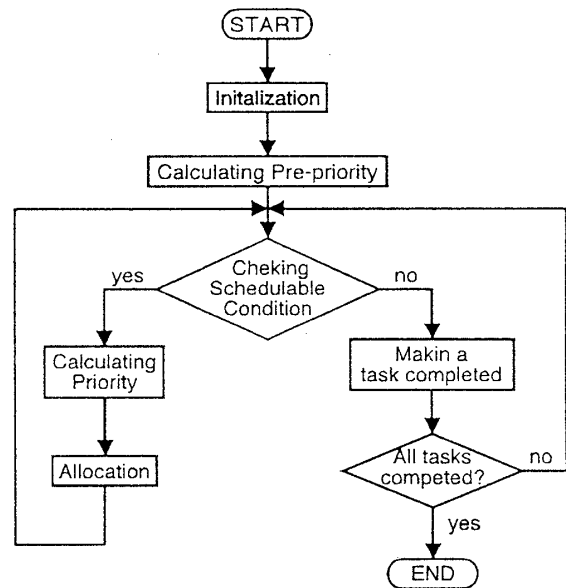 START
Initalization
Calculating Pre-priority
yes
Cheking
Schedulable
Condition
no
Calculating
Priority
Makin a
task completed
Allocation
All tasks
competed?
no
yes
END